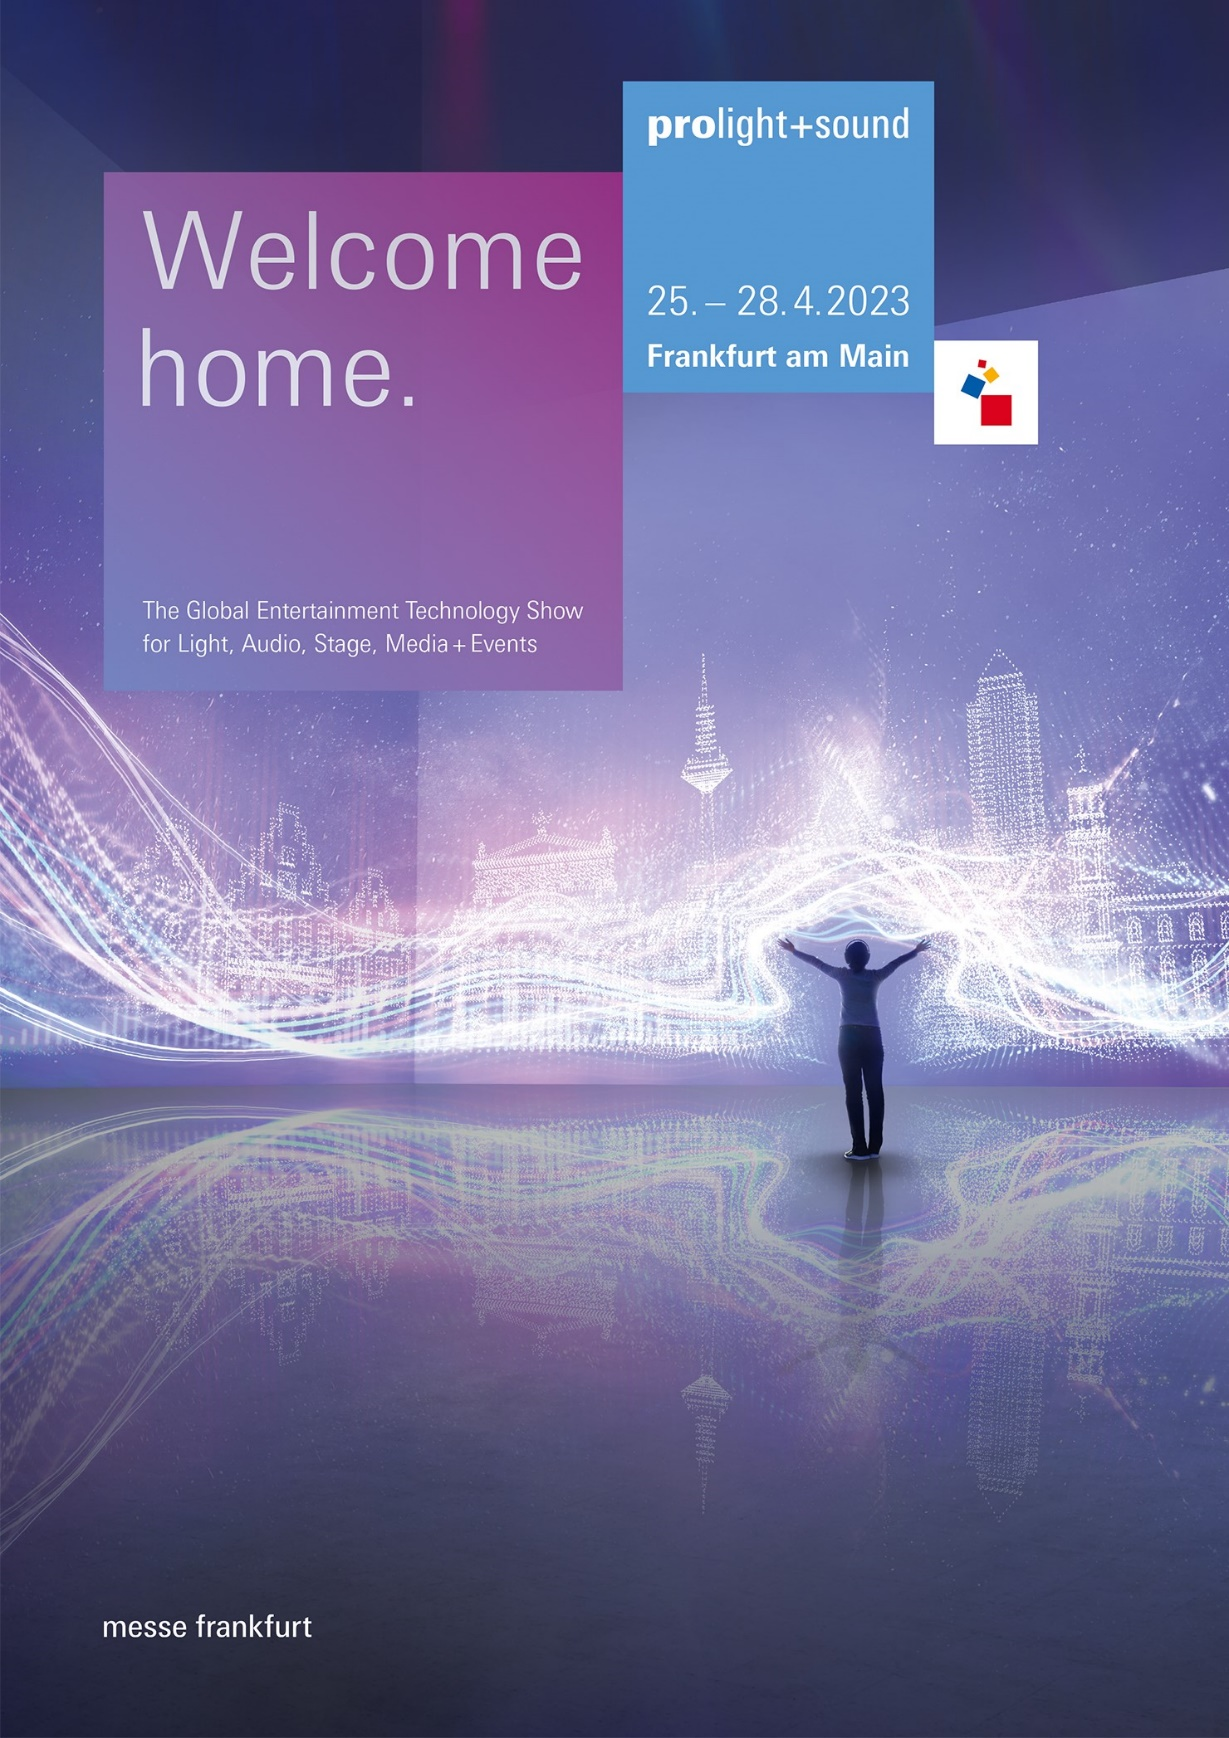 prolight+sound
Welcome
home.
25. – 28. 4. 2023
Frankfurt am Main
The Global Entertainment Technology Show
for Light, Audio, Stage, Media + Events
messe frankfurt